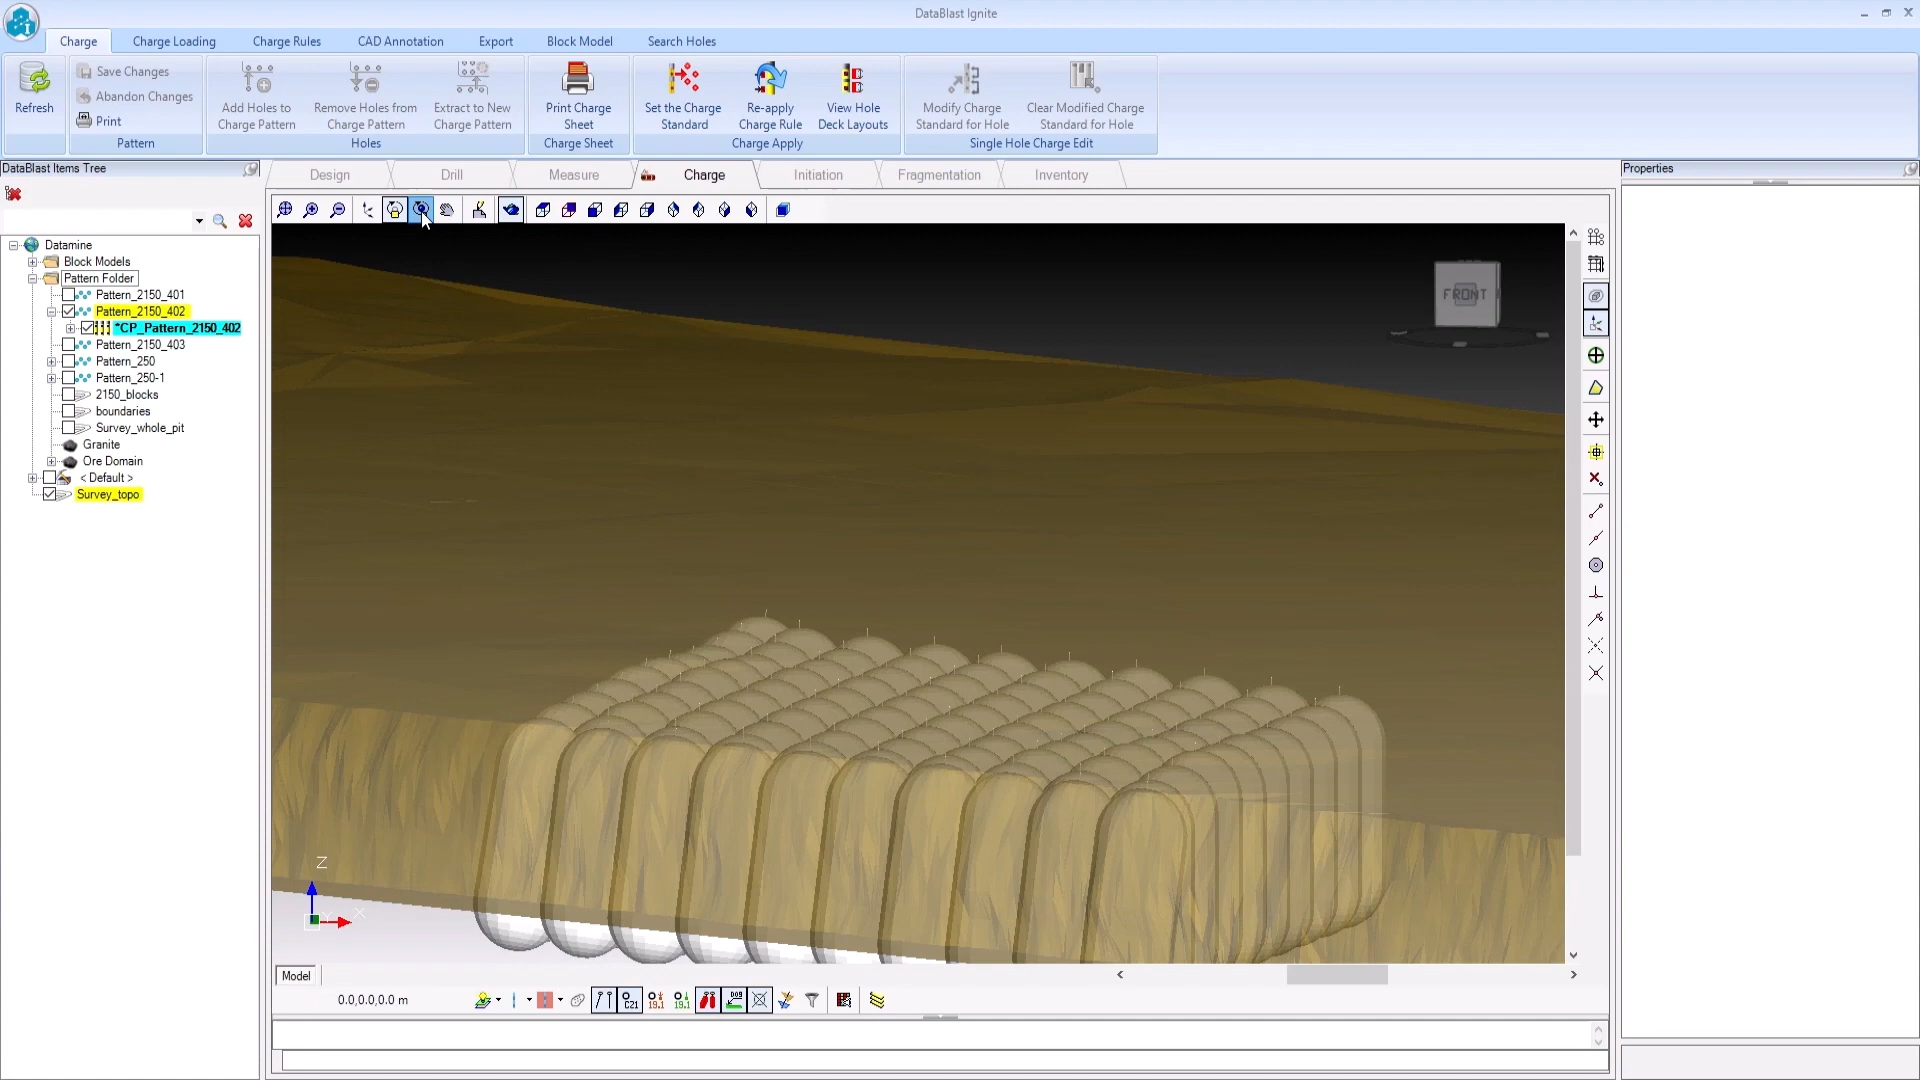 DataBlast Ignite
Charge
Charge Loading
Charge Rules
CAD Annotation
Export
Block Model
Search Holes
Refresh
Save Changes
Abandon Changes
Print
Pattern
Add Holes to
Charge Pattern
Remove Holes from
Charge Pattern
Extract to New
Charge Pattern
Holes
Print Charge
Sheet
Charge Sheet
Set the Charge
Standard
Re-apply
Charge Rule
View Hole
Deck Layouts
Charge Apply
Modify Charge
Standard for Hole
Clear Modified Charge
Standard for Hole
Single Hole Charge Edit
DataBlast Items Tree
Design
Drill
Measure
Charge
Initiation
Fragmentation
Inventory
Properties
Datamine
Block Models
Pattern Folder
Pattern_2150_401
Pattern_2150_402
*CP_Pattern_2150_402
Pattern_2150_403
Pattern_250
Pattern_250-1
2150_blocks
boundaries
Survey_whole_pit
Granite
Ore Domain
< Default >
Survey_topo
FRONT
Z
X
Model
0.0,0.0,0.0 m
C21
19.1
19.1